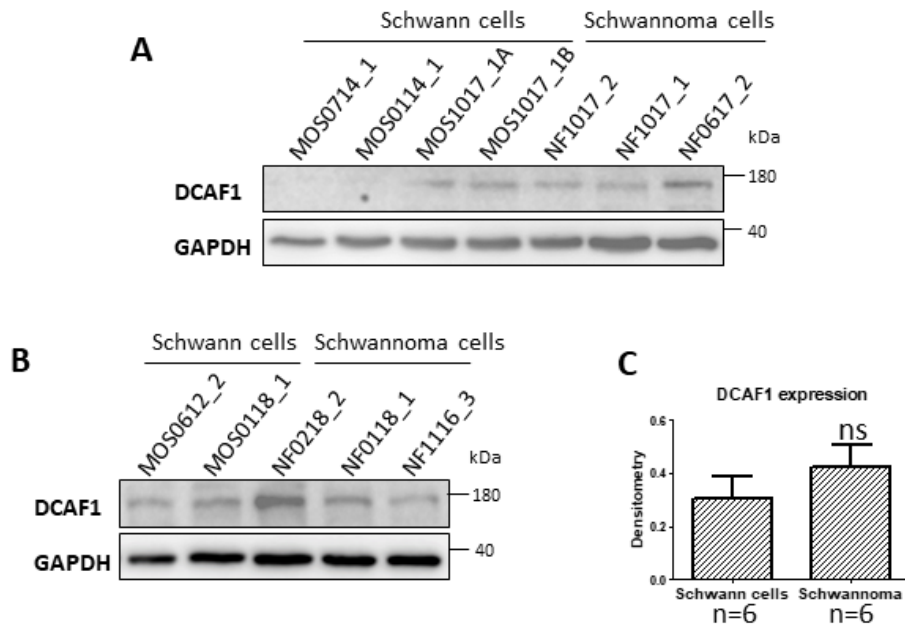 A
Schwann cells Schwannoma cells
MOS0714_1 MOS0114_1 MOS1017_1A MOS1017_1B NF1017_2 NF1017_1 NF0617_2
kDa
DCAF1 180
GAPDH 40
B
Schwann cells Schwannoma cells
MOS0612_2 MOS0118_1 NF0218_2 NF0118_1 NF1116_3
kDa
DCAF1 180
GAPDH 40
C
DCAF1 expression
Densitometry
0.6
0.4
0.2
0.0
ns
Schwann cells Schwannoma
n=6 n=6